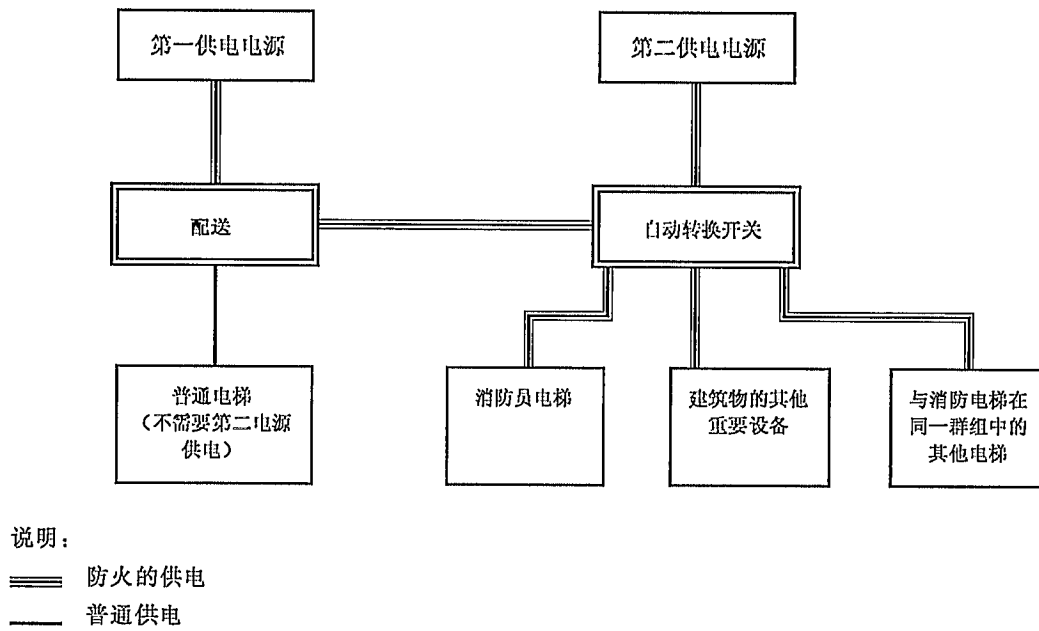 第一供电电源
第二供电电源
配送
自动转换开关
普通电梯
（不需要第二电源
供电）
消防员电梯
建筑物的其他
重要设备
与消防电梯在
同一群组中的
其他电梯
说明：
防火的供电
普通供电